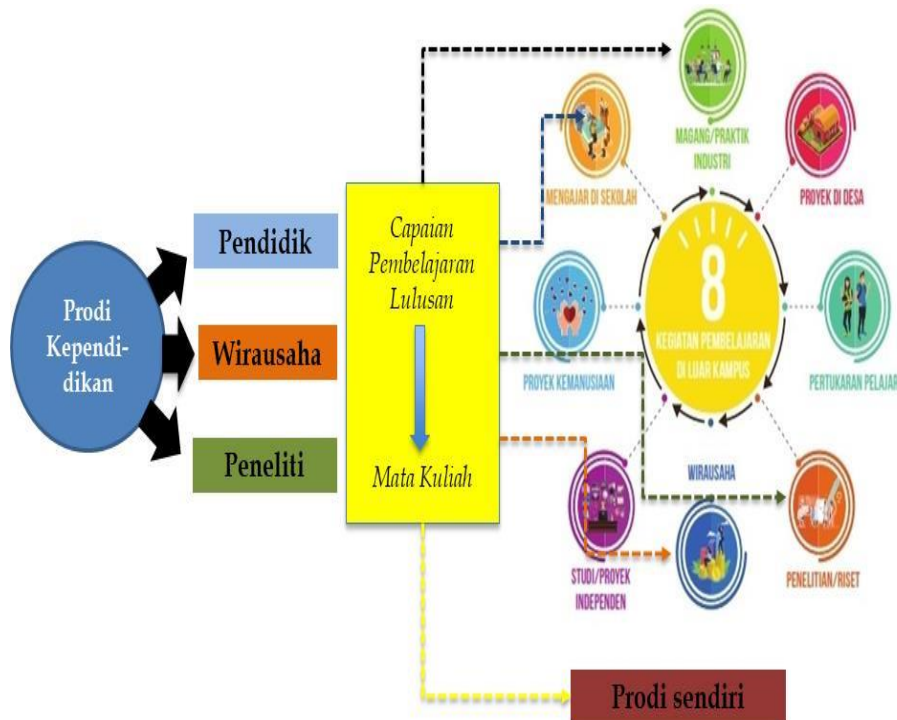 Prodi
Kependi-
dikan
Pendidik
Wirausaha
Peneliti
Capaian
Pembelajaran
Lulusan
Mata Kuliah
MAGANG/PRAKTIK
INDUSTRI
MENGAJAR DI SEKOLAH
PROYEK DI DESA
8
KEGIATAN PEMBELAJARAN
DI LUAR KAMPUS
PROYEK KEMANUSIAAN
PERTUKARAN PELAJAR
WIRAUSAHA
STUDI/PROYEK
INDEPENDEN
PENELITIAN/RISET
Prodi sendiri